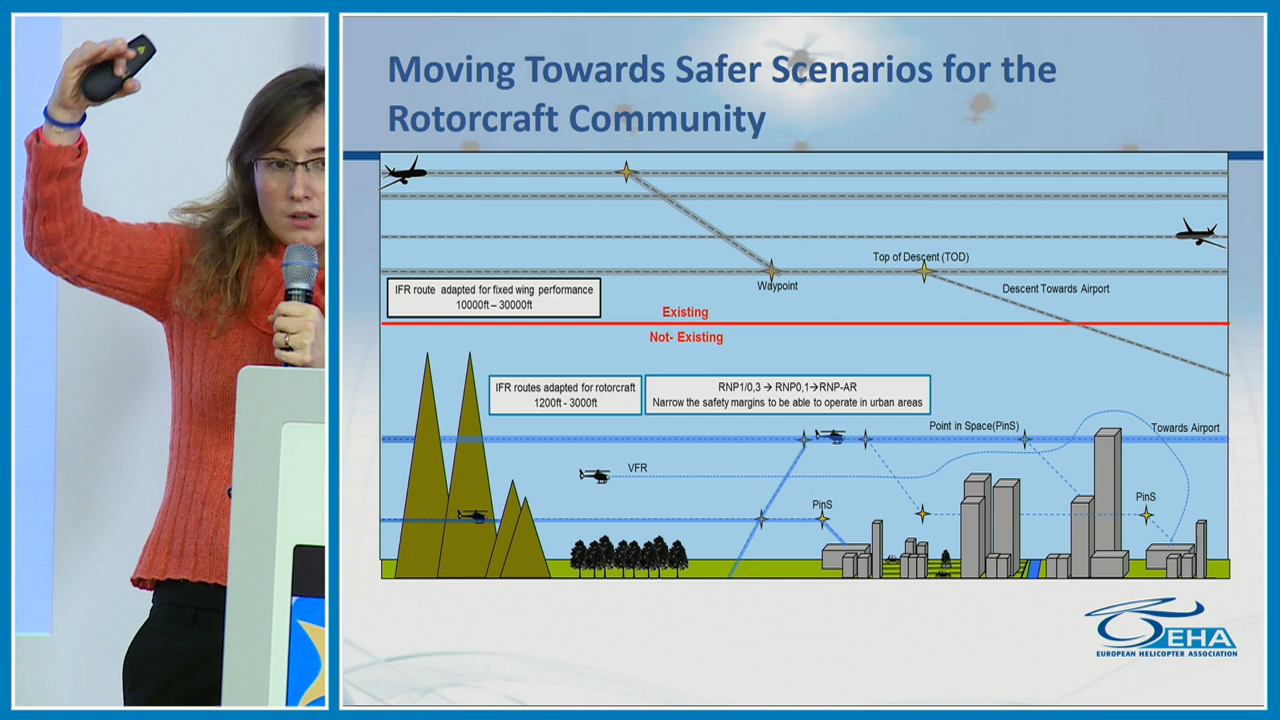 Moving Towards Safer Scenarios for the
Rotorcraft Community
Top of Descent (TOD)
Waypoint
Descent Towards Airport
IFR route adapted for fixed wing performance
10000ft – 30000ft
Existing
Not- Existing
IFR routes adapted for rotorcraft
1200ft - 3000ft
RNP1/0,3 → RNP0,1→RNP-AR
Narrow the safety margins to be able to operate in urban areas
Point in Space(PinS)
Towards Airport
VFR
PinS
PinS
EHA
EUROPEAN HELICOPTER ASSOCIATION